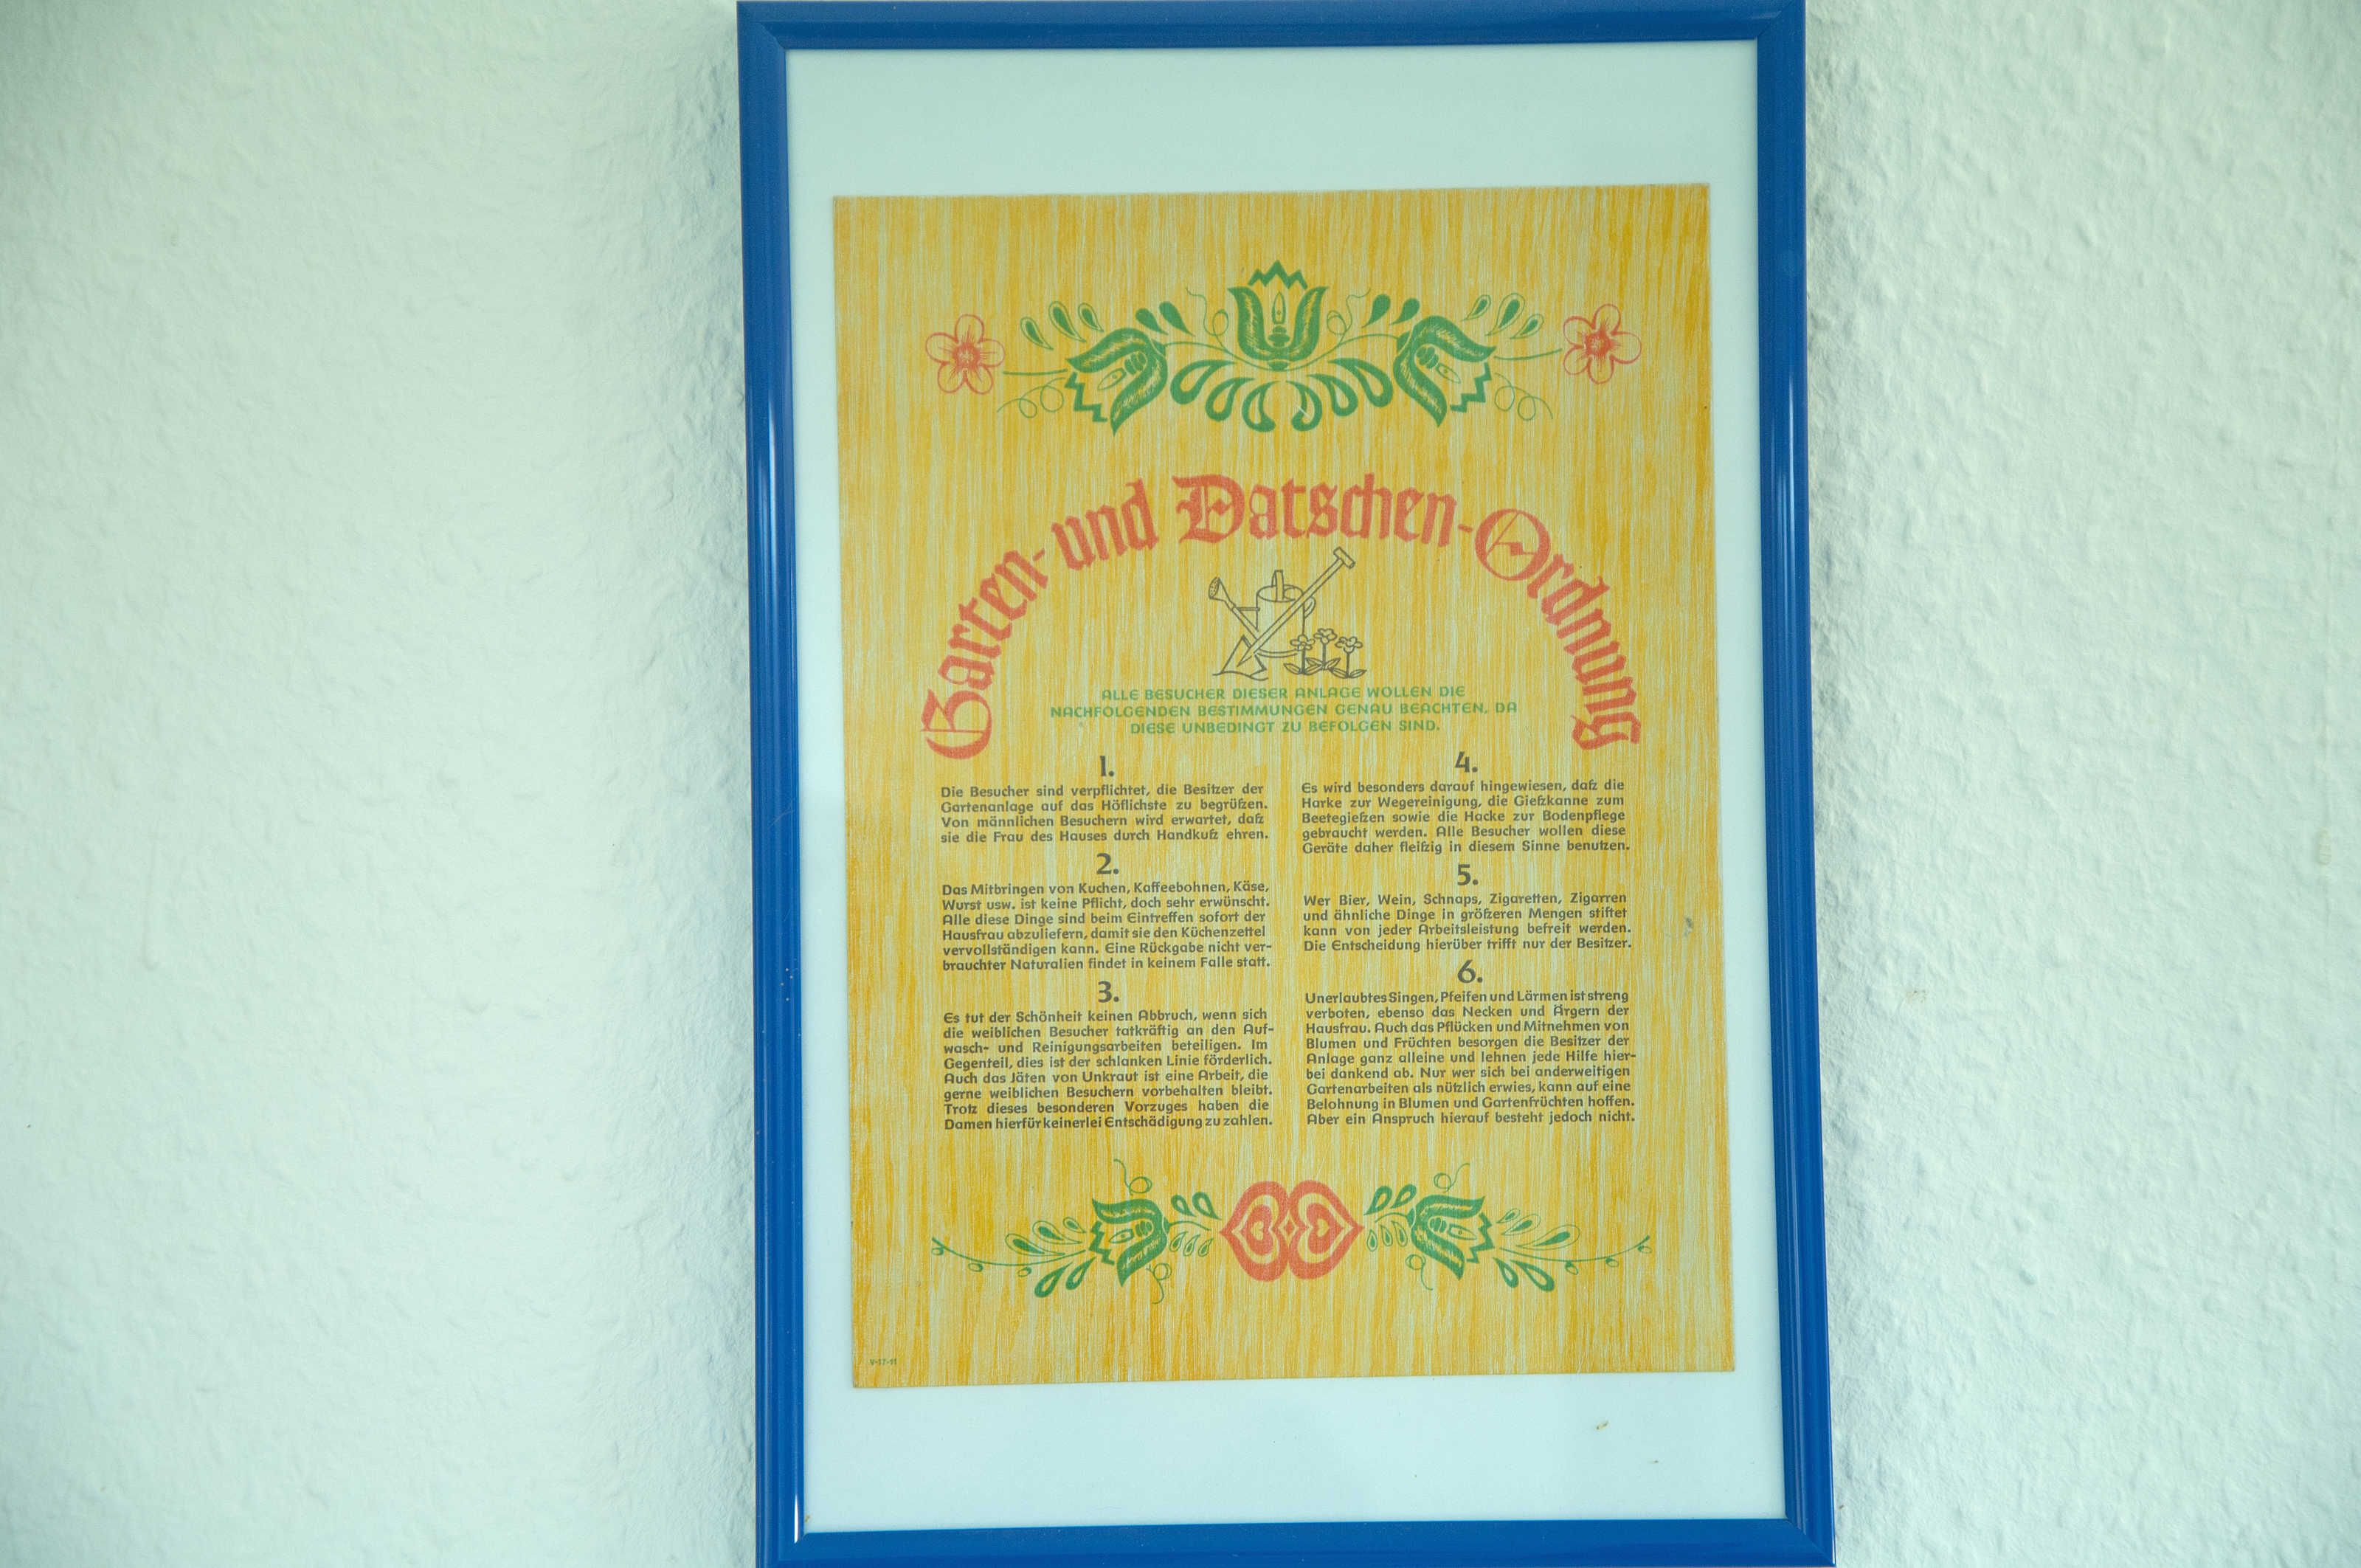 Garten- und Datschen-Ordnung
ALLE BESUCHER DIESER ANLAGE WOLLEN DIE
NACHFOLGENDEN BESTIMMUNGEN GENAU BEACHTEN. DA
DIESE UNBEDINGT ZU BEFOLGEN SIND.
1.
Die Besucher sind verpflichtet, die Besitzer der
Gartenanlage auf das Höflichste zu begrüßen.
Von männlichen Besuchern wird erwartet, daß
sie die Frau des Hauses durch Handkuß ehren.
2.
Das Mitbringen von Kuchen, Kaffeebohnen, Käse,
Wurst usw. ist keine Pflicht, doch sehr erwünscht.
Alle diese Dinge sind beim Eintreffen sofort der
Hausfrau abzuliefern, damit sie den Küchenzettel
vervollständigen kann. Eine Rückgabe nicht ver-
brauchter Naturalien findet in keinem Falle statt.
3.
Es tut der Schönheit keinen Abbruch, wenn sich
die weiblichen Besucher tatkräftig an den Auf-
wasch- und Reinigungsarbeiten beteiligen. Im
Gegenteil, dies ist der schlanken Linie förderlich.
Auch das Jäten von Unkraut ist eine Arbeit, die
gerne weiblichen Besuchern vorbehalten bleibt.
Trotz dieses besonderen Vorzuges haben die
Damen hierfür keinerlei Entschädigung zu zahlen.
4.
Es wird besonders darauf hingewiesen, daß die
Harke zur Wegereinigung, die Gießkanne zum
Beetegießen sowie die Hacke zur Bodenpflege
gebraucht werden. Alle Besucher wollen diese
Geräte daher fleißig in diesem Sinne benutzen.
5.
Wer Bier, Wein, Schnaps, Zigaretten, Zigarren
und ähnliche Dinge in größeren Mengen stiftet
kann von jeder Arbeitsleistung befreit werden.
Die Entscheidung hierüber trifft nur der Besitzer.
6.
Unerlaubtes Singen, Pfeifen und Lärmen ist streng
verboten, ebenso das Necken und Ärgern der
Hausfrau. Auch das Pflücken und Mitnehmen von
Blumen und Früchten besorgen die Besitzer der
Anlage ganz alleine und lehnen jede Hilfe hier-
bei dankend ab. Nur wer sich bei anderweitigen
Gartenarbeiten als nützlich erwies, kann auf eine
Belohnung in Blumen und Gartenfrüchten hoffen.
Aber ein Anspruch hierauf besteht jedoch nicht.